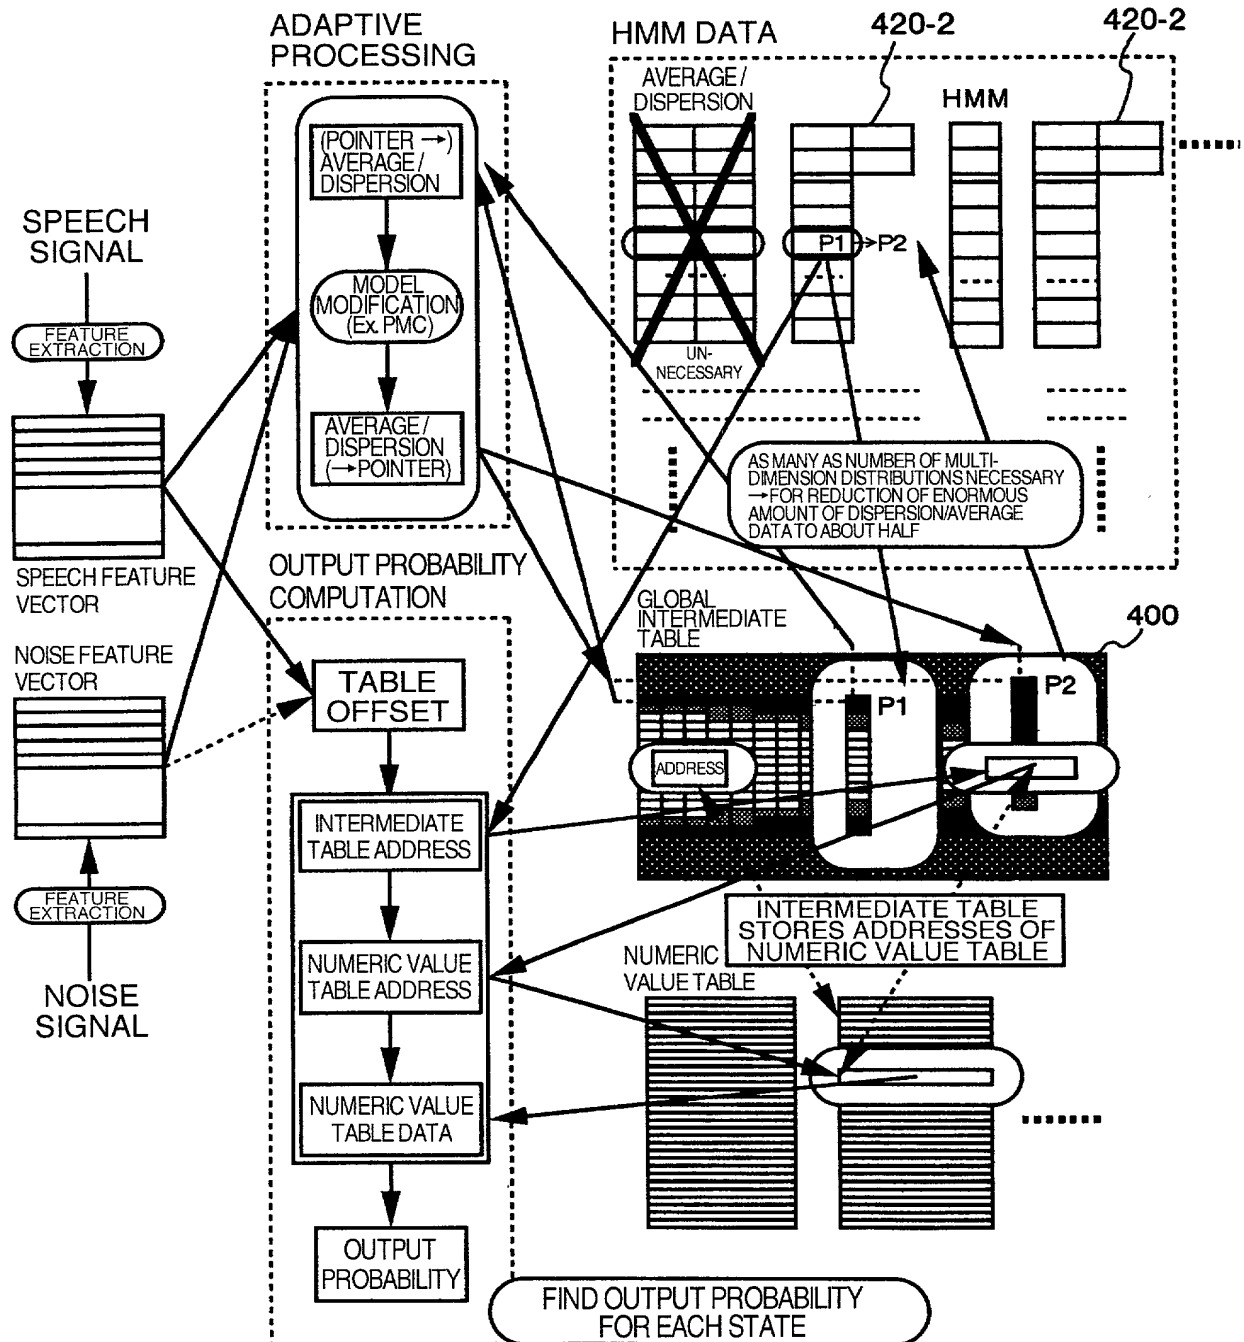 ADAPTIVE
PROCESSING
HMM DATA
420-2
420-2
AVERAGE/
DISPERSION
HMM
(POINTER →)
AVERAGE/
DISPERSION
P1→P2
MODEL
MODIFICATION
(Ex. PMC)
UN-
NECESSARY
AVERAGE/
DISPERSION
(→POINTER)
AS MANY AS NUMBER OF MULTI-
DIMENSION DISTRIBUTIONS NECESSARY
→FOR REDUCTION OF ENORMOUS
AMOUNT OF DISPERSION/AVERAGE
DATA TO ABOUT HALF
SPEECH
SIGNAL
FEATURE
EXTRACTION
SPEECH FEATURE
VECTOR
NOISE FEATURE
VECTOR
FEATURE
EXTRACTION
NOISE
SIGNAL
OUTPUT PROBABILITY
COMPUTATION
TABLE
OFFSET
INTERMEDIATE
TABLE ADDRESS
NUMERIC VALUE
TABLE ADDRESS
NUMERIC VALUE
TABLE DATA
OUTPUT
PROBABILITY
GLOBAL
INTERMEDIATE
TABLE
400
P1
P2
ADDRESS
INTERMEDIATE TABLE
STORES ADDRESSES OF
NUMERIC VALUE TABLE
NUMERIC
VALUE TABLE
FIND OUTPUT PROBABILITY
FOR EACH STATE